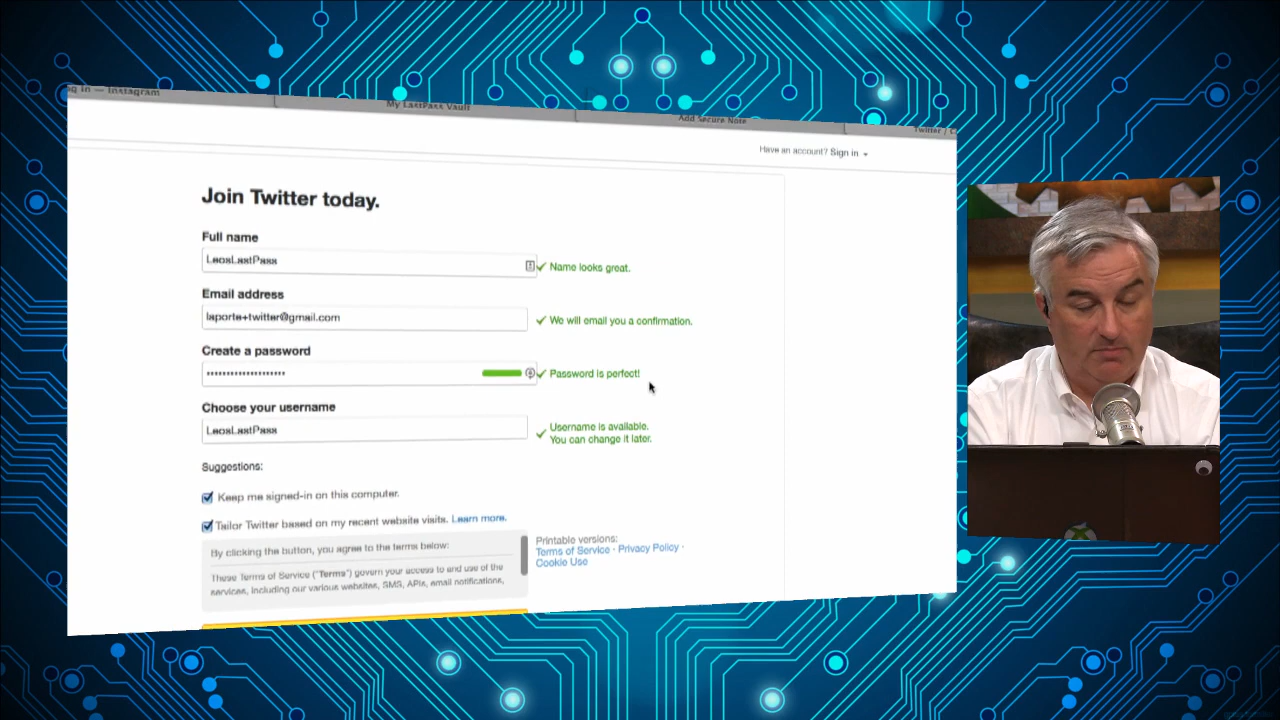 Log In — Instagram
My LastPass Vault
Add Secure Note
Twitter / C
Have an account? Sign in
Join Twitter today.
Full name
LeosLastPass
Name looks great.
Email address
laporte+twitter@gmail.com
We will email you a confirmation.
Create a password
Password is perfect!
Choose your username
LeosLastPass
Username is available.
You can change it later.
Suggestions:
Keep me signed-in on this computer.
Tailor Twitter based on my recent website visits. Learn more.
By clicking the button, you agree to the terms below:
These Terms of Service ("Terms") govern your access to and use of the
services, including our various websites, SMS, APIs, email notifications,
Printable versions:
Terms of Service · Privacy Policy ·
Cookie Use